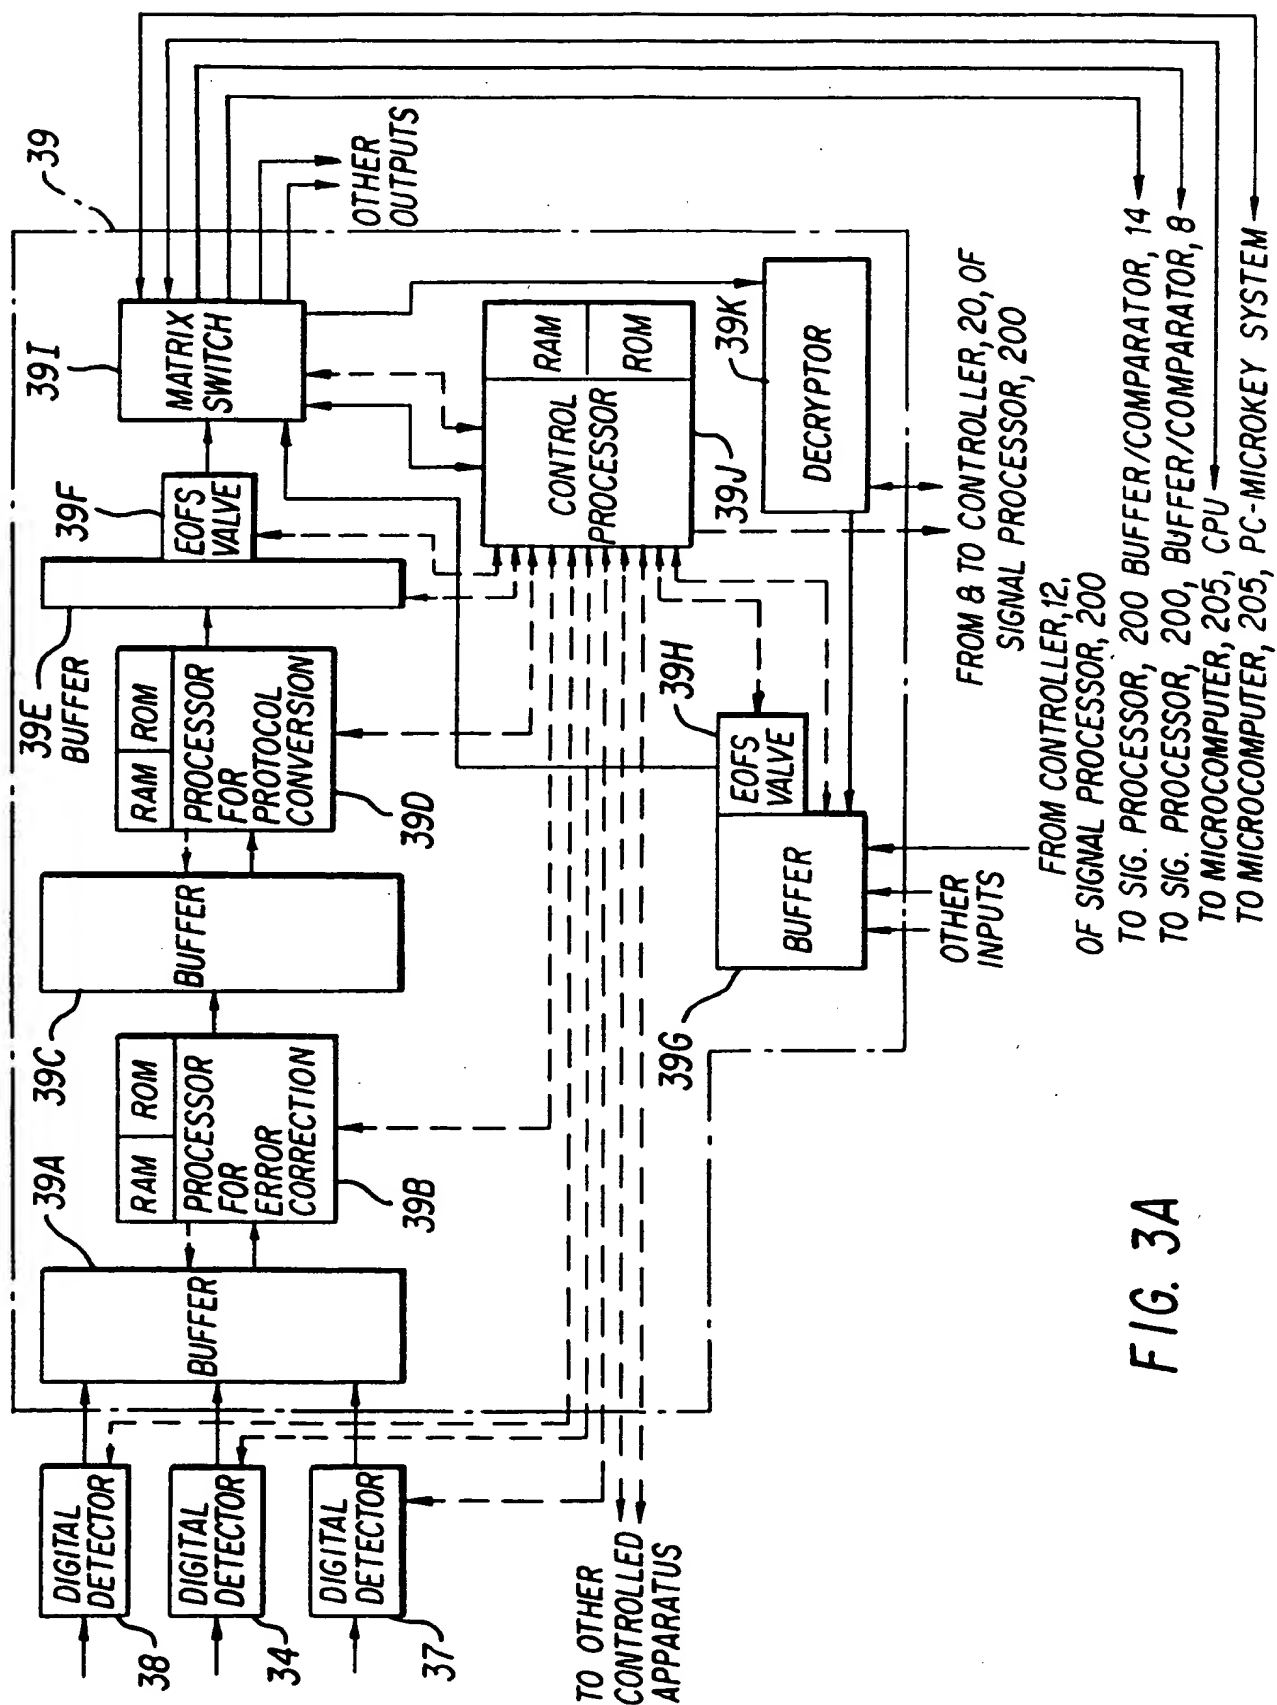 39
38
DIGITAL
DETECTOR
34
DIGITAL
DETECTOR
37
DIGITAL
DETECTOR
39A
BUFFER
RAM
ROM
PROCESSOR
FOR
ERROR
CORRECTION
39B
39C
BUFFER
RAM
ROM
PROCESSOR
FOR
PROTOCOL
CONVERSION
39D
39E
BUFFER
39F
EOFS
VALVE
39I
MATRIX
SWITCH
OTHER
OUTPUTS
CONTROL
PROCESSOR
RAM
ROM
39J
39K
DECRYPTOR
39H
EOFS
VALVE
BUFFER
39G
OTHER
INPUTS
TO OTHER
CONTROLLED
APPARATUS
FROM & TO CONTROLLER, 20, OF
SIGNAL PROCESSOR, 200
FROM CONTROLLER, 12,
OF SIGNAL PROCESSOR, 200
TO SIG. PROCESSOR, 200 BUFFER/COMPARATOR, 14
TO SIG. PROCESSOR, 200, BUFFER/COMPARATOR, 8
TO MICROCOMPUTER, 205, CPU
TO MICROCOMPUTER, 205, PC-MICROKEY SYSTEM
FIG. 3A